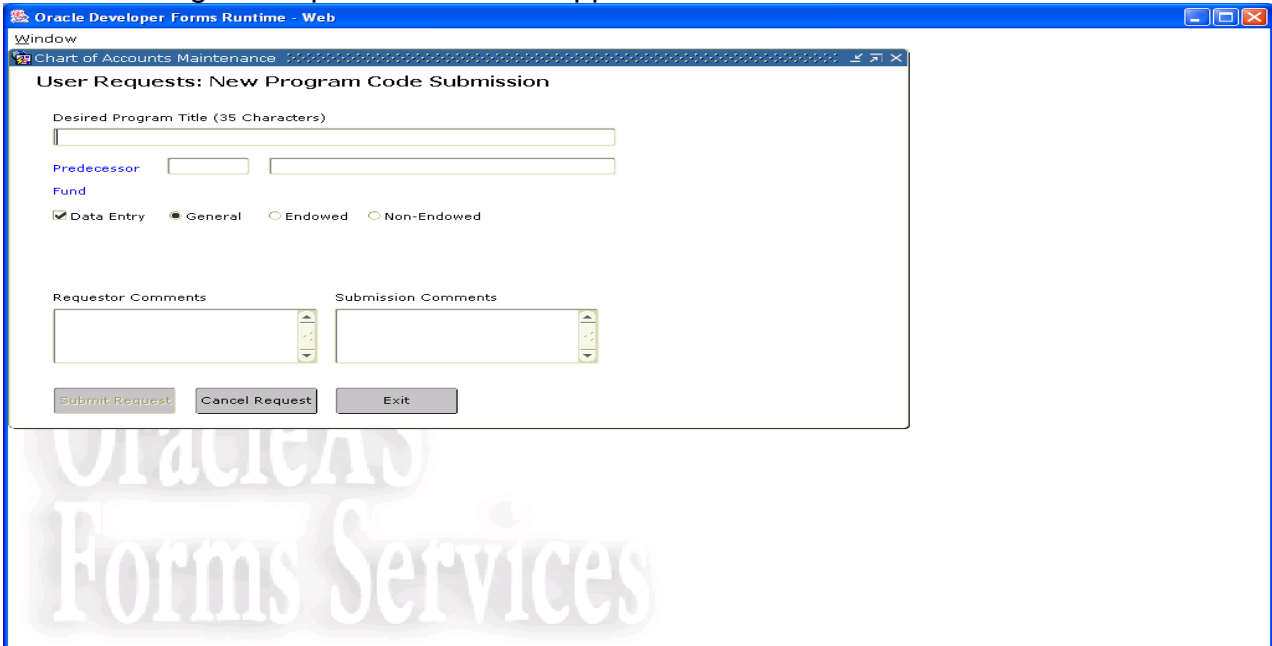 Oracle Developer Forms Runtime - Web
Window
Chart of Accounts Maintenance
User Requests: New Program Code Submission
Desired Program Title (35 Characters)
Predecessor
Fund
Data Entry General Endowed Non-Endowed
Requestor Comments Submission Comments
Submit Request Cancel Request Exit
OracleAS
Forms Services